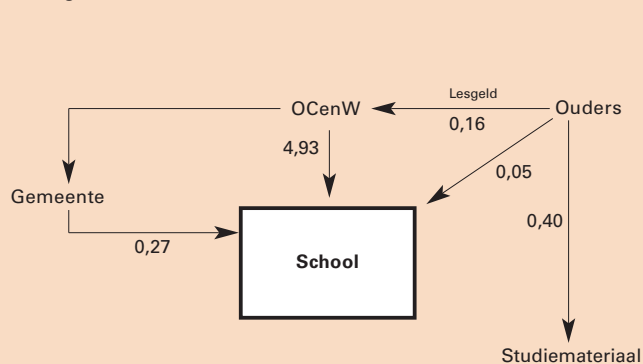 Lesgeld
OCenW
Ouders
0,16
4,93
0,05
Gemeente
0,40
0,27
School
Studiemateriaal